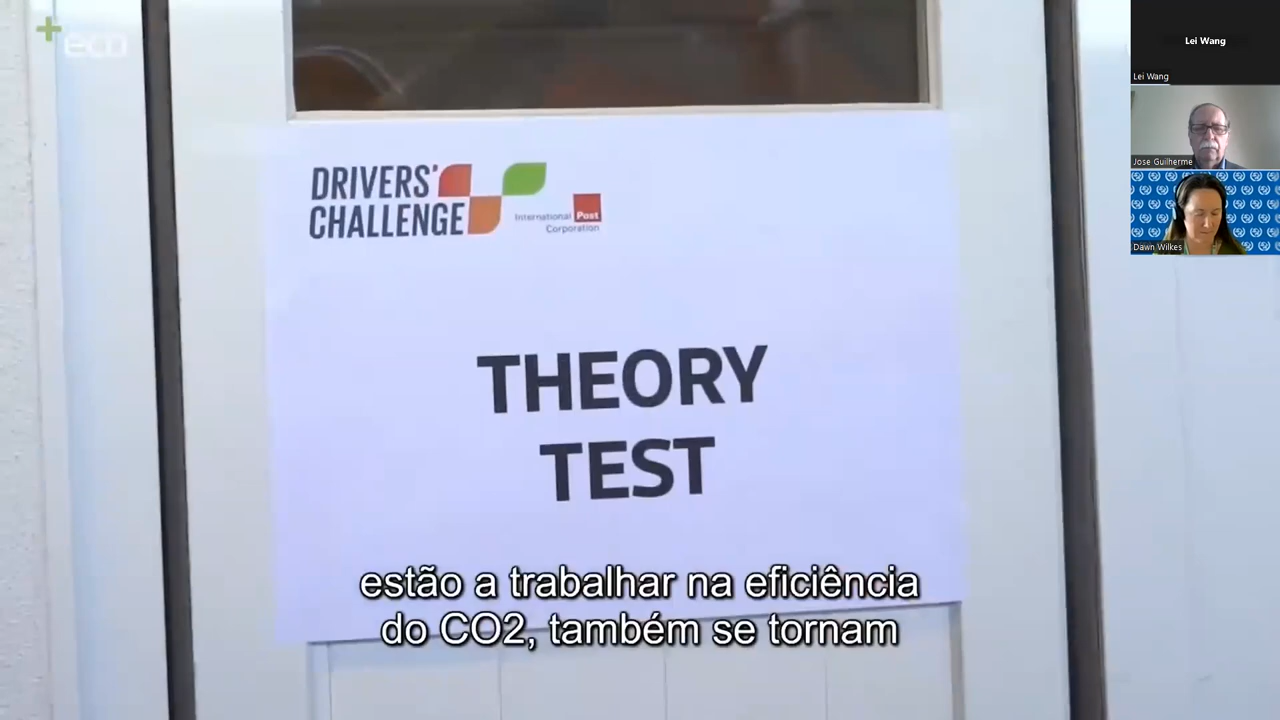 + eco
Lei Wang
Lei Wang
Jose Guilherme
Dawn Wilkes
DRIVERS'
CHALLENGE
International Post
Corporation
THEORY
TEST
estão a trabalhar na eficiência
do CO2, também se tornam